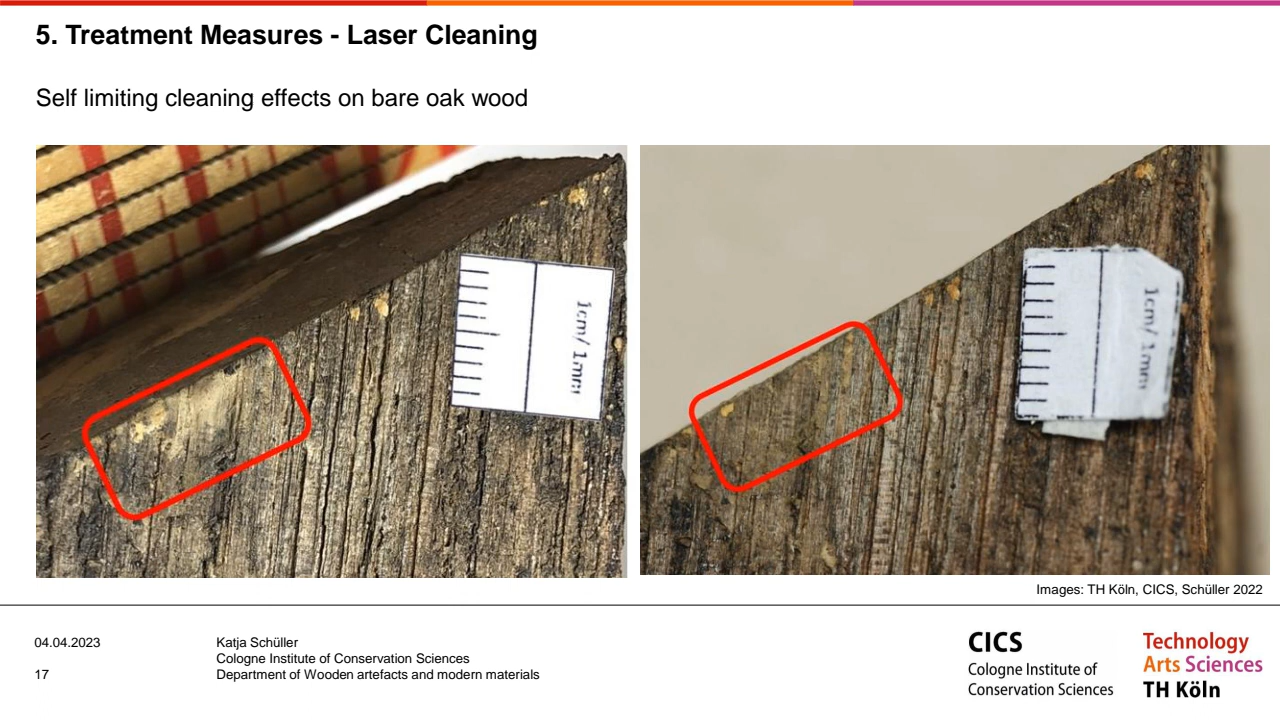 5. Treatment Measures - Laser Cleaning
Self limiting cleaning effects on bare oak wood
1cm/ 1mm
1cm/ 1mm
Images: TH Köln, CICS, Schüller 2022
04.04.2023
Katja Schüller
Cologne Institute of Conservation Sciences
17
Department of Wooden artefacts and modern materials
CICS
Cologne Institute of
Conservation Sciences
Technology
Arts Sciences
TH Köln